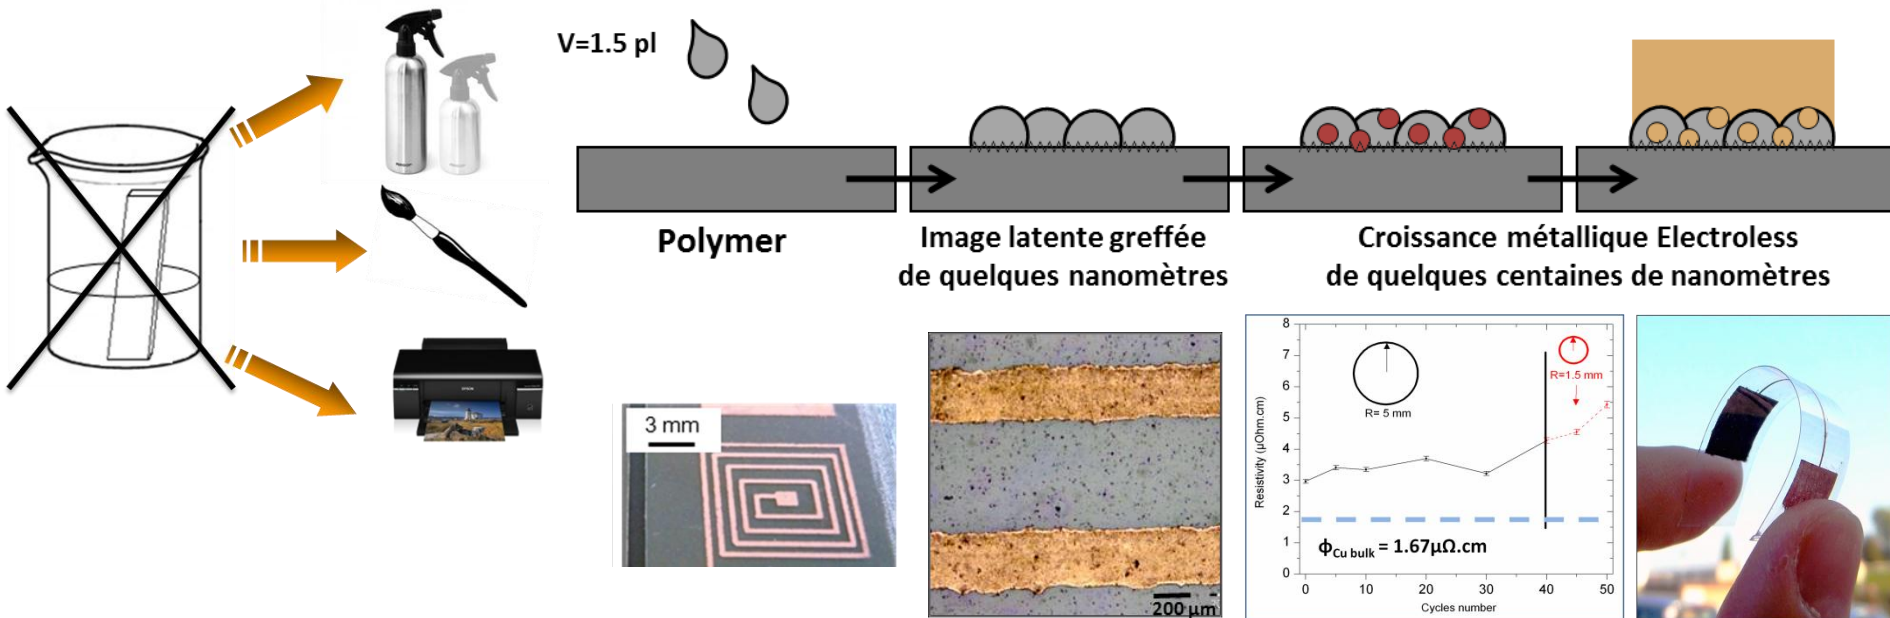 V=1.5 pl
Polymer
Image latente greffée
de quelques nanomètres
Croissance métallique Electroless
de quelques centaines de nanomètres
3 mm
200 µm
8
7
6
5
4
3
2
1
0
Resistivity (µOhm.cm)
R= 5 mm
R=1.5 mm
ϕCu bulk = 1.67µΩ.cm
0 10 20 30 40 50
Cycles number
EPSON